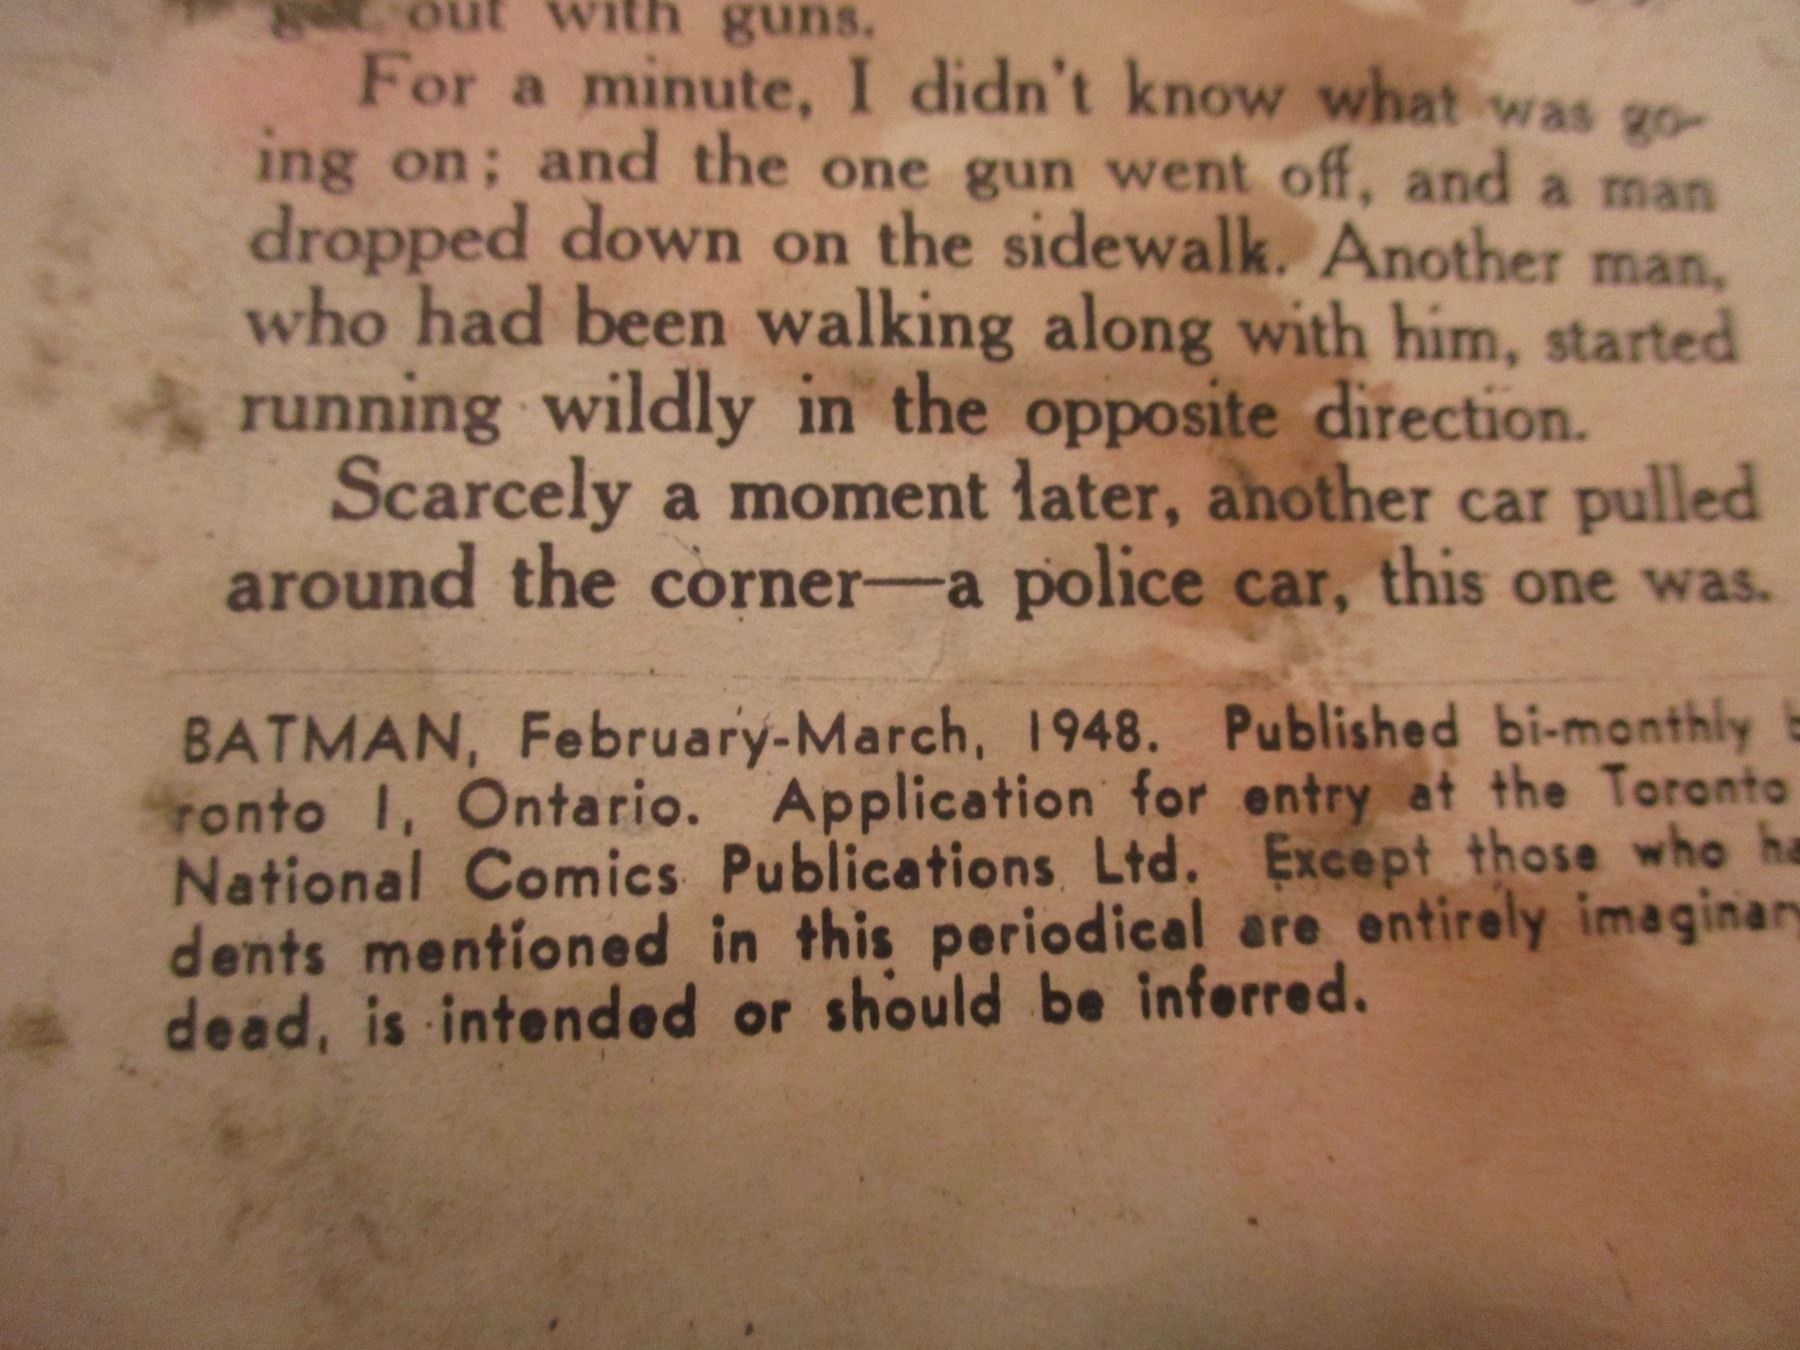 get out with guns.
For a minute, I didn't know what was go-
ing on; and the one gun went off, and a man
dropped down on the sidewalk. Another man,
who had been walking along with him, started
running wildly in the opposite direction.
Scarcely a moment later, another car pulled
around the corner—a police car, this one was.
BATMAN, February-March, 1948. Published bi-monthly
ronto 1, Ontario. Application for entry at the Toronto
National Comics Publications Ltd. Except those who ha
dents mentioned in this periodical are entirely imaginary
dead, is intended or should be inferred.